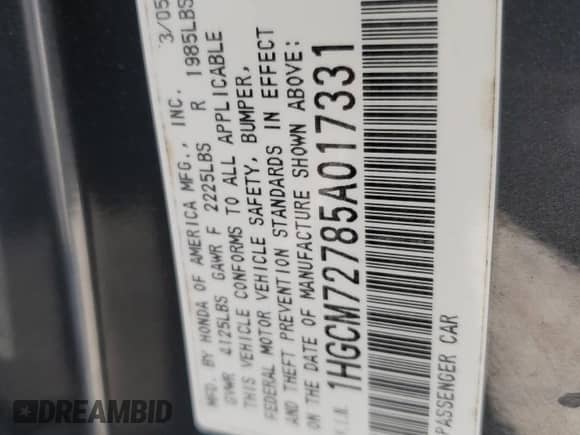 MFD. BY HONDA OF AMERICA MFG., INC. 3/05
GVWR 4125LBS GAWR F 2225LBS R 1985LBS
THIS VEHICLE CONFORMS TO ALL APPLICABLE
FEDERAL MOTOR VEHICLE SAFETY, BUMPER,
AND THEFT PREVENTION STANDARDS IN EFFECT
ON THE DATE OF MANUFACTURE SHOWN ABOVE:
V.I.N. 1HGCM72785A017331
PASSENGER CAR
DREAMBID